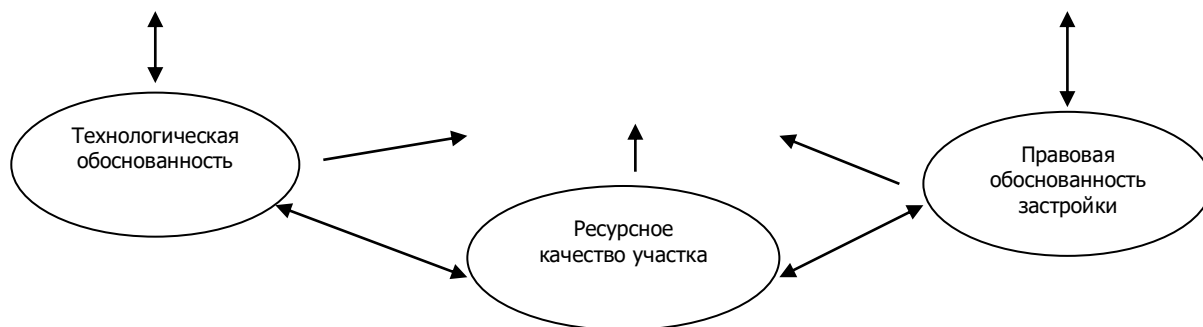 Технологическая
обоснованность
Ресурсное
качество участка
Правовая
обоснованность
застройки